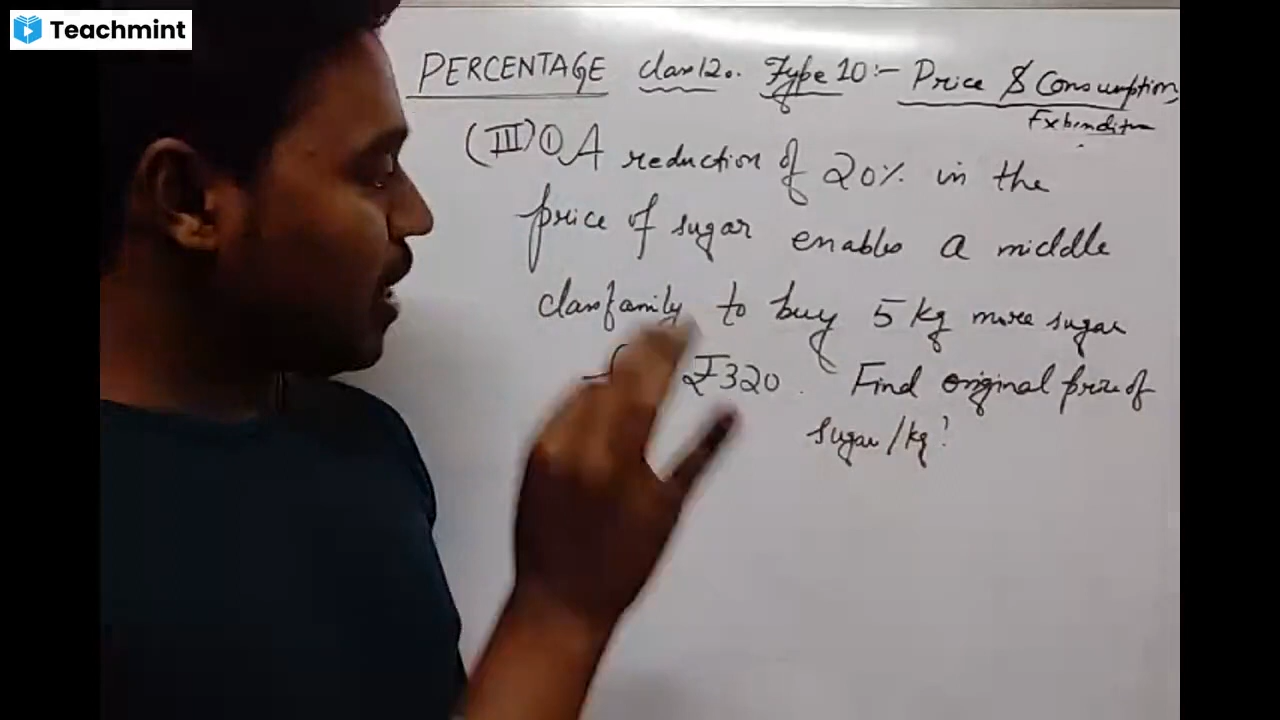 Teachmint
PERCENTAGE Class 12. Type 10:- Price & Consumption,
Expenditure
(III) ① A reduction of 20% in the
price of sugar enables a middle
class family to buy 5 kg more sugar
₹320. Find original price of
sugar/kg?